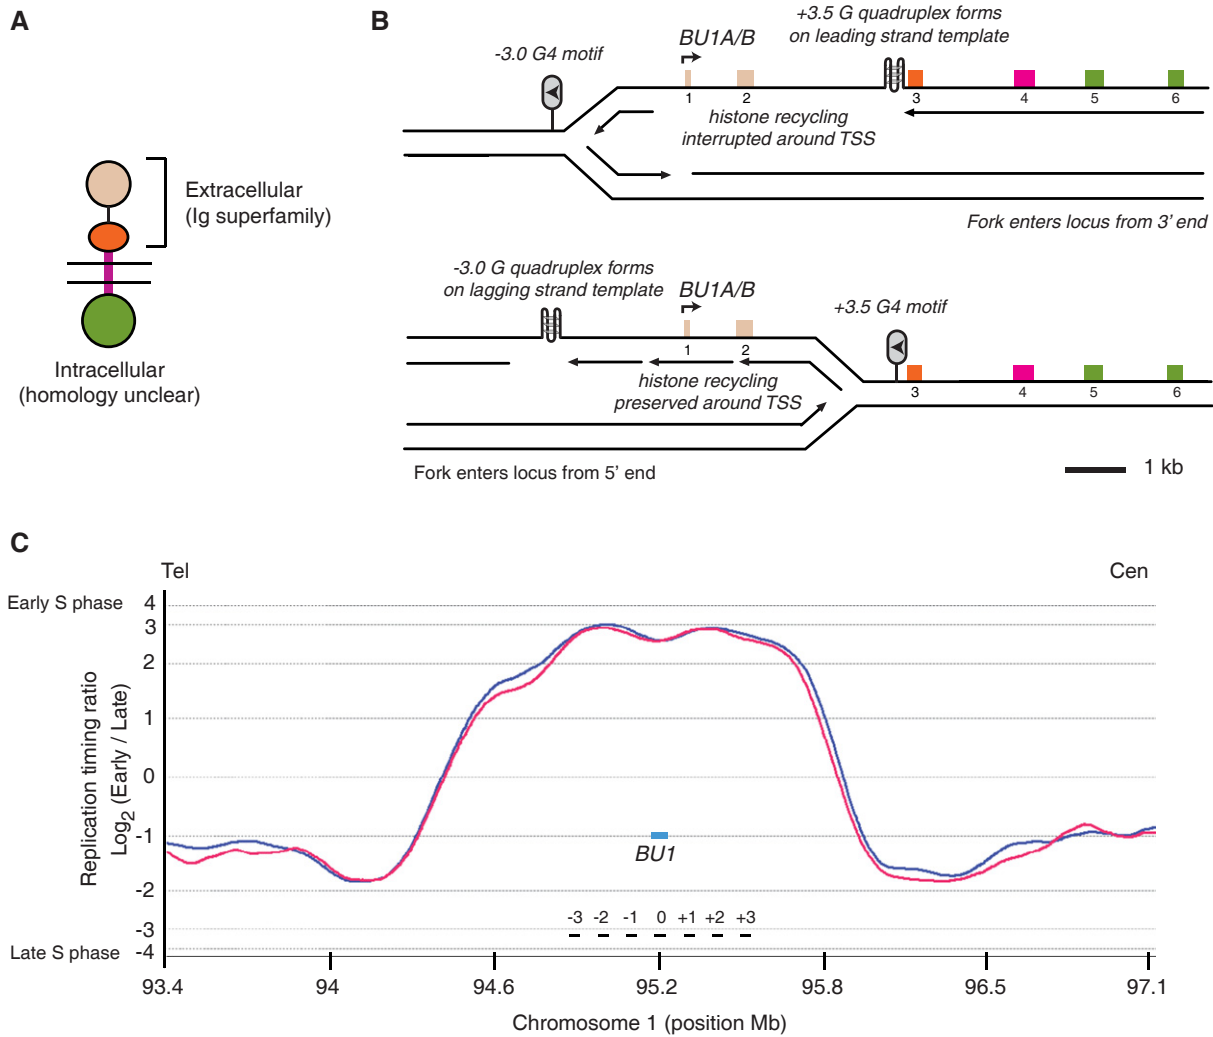 A
Extracellular
(Ig superfamily)
Intracellular
(homology unclear)
B
-3.0 G4 motif
BU1A/B
+3.5 G quadruplex forms
on leading strand template
1 2 3 4 5 6
histone recycling
interrupted around TSS
Fork enters locus from 3' end
-3.0 G quadruplex forms
on lagging strand template
BU1A/B
+3.5 G4 motif
1 2 3 4 5 6
histone recycling
preserved around TSS
Fork enters locus from 5' end
1 kb
C
Tel
Cen
Early S phase
4
3
2
1
0
-1
-2
-3
-4
Late S phase
Replication timing ratio
Log2 (Early / Late)
BU1
-3 -2 -1 0 +1 +2 +3
93.4 94 94.6 95.2 95.8 96.5 97.1
Chromosome 1 (position Mb)